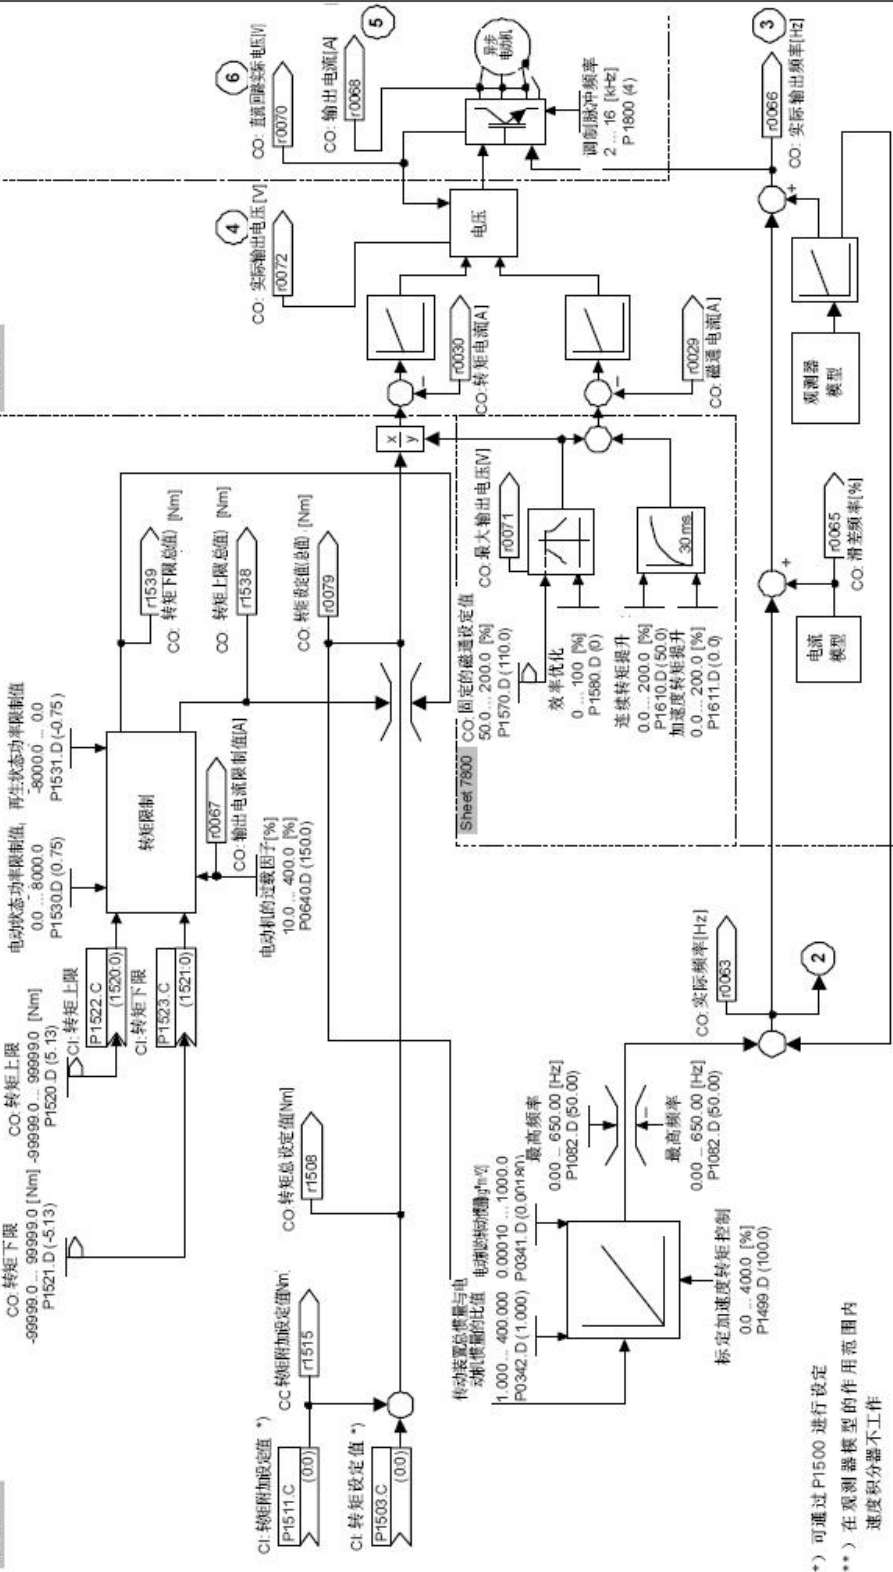 CI: 转矩附加设定值 *)
P1511.C
(0:0)
CI: 转矩设定值 *)
P1503.C
(0:0)
CC 转矩附加设定值[Nm]
r1515
CO: 转矩总设定值[Nm]
r1508
CO: 转矩下限
-99999.0 ... 99999.0 [Nm]
P1521.D (-5.13)
CO: 转矩上限
-99999.0 ... 99999.0 [Nm]
P1520.D (5.13)
CI: 转矩上限
P1522.C
(1520:0)
CI: 转矩下限
P1523.C
(1521:0)
电动状态功率限制值,
0.0 ... 8000.0
P1530.D (0.75)
再生状态功率限制值
-8000.0 ... 0.0
P1531.D (-0.75)
转矩限制
r0067
CO: 输出电流限制值[A]
电动机的过载因子[%]
10.0 ... 400.0 [%]
P0640.D (150.0)
r1539
CO: 转矩下限总值) [Nm]
CO 转矩上限(总值) [Nm]
r1538
CO: 转矩设定值(总值) [Nm]
r0079
x
y
r0030
CO:转矩电流[A]
CO: 实际输出电压[V]
r0072
4
CO: 直流回路实际电压[V]
r0070
6
CO: 输出电流[A]
r0068
5
异步
电动机
调制脉冲频率
2 ... 16 [kHz]
P1800 (4)
电压
Sheet 7800
CO: 固定的磁通设定值
50.0 ... 200.0 [%]
P1570.D (110.0)
CO:最大输出电压[V]
r0071
效率优化
0 ... 100 [%]
P1580.D (0)
连续转矩提升
0.0 ... 200.0 [%]
P1610.D (50.0)
加速度转矩提升
0.0 ... 200.0 [%]
P1611.D (0.0)
30 ms
r0029
CO: 磁通电流[A]
传动装置总惯量与电
动机惯量的比值
1.000 ... 400.000
P0342.D (1.000)
0.00010 ... 1000.0
P0341.D (0.00180)
标定加速度转矩控制
0.0 ... 400.0 [%]
P1499.D (100.0)
最高频率
0.00 ... 650.00 [Hz]
P1082.D (50.00)
最高频率
0.00 ... 650.00 [Hz]
P1082.D (50.00)
CO: 实际频率[Hz]
r0063
2
电流
模型
r0065
CO: 滑差频率[%]
观测器
模型
3
r0066
CO: 实际输出频率[Hz]
*) 可通过 P1500 进行设定
**) 在观测器模型的作用范围内
速度积分器不工作